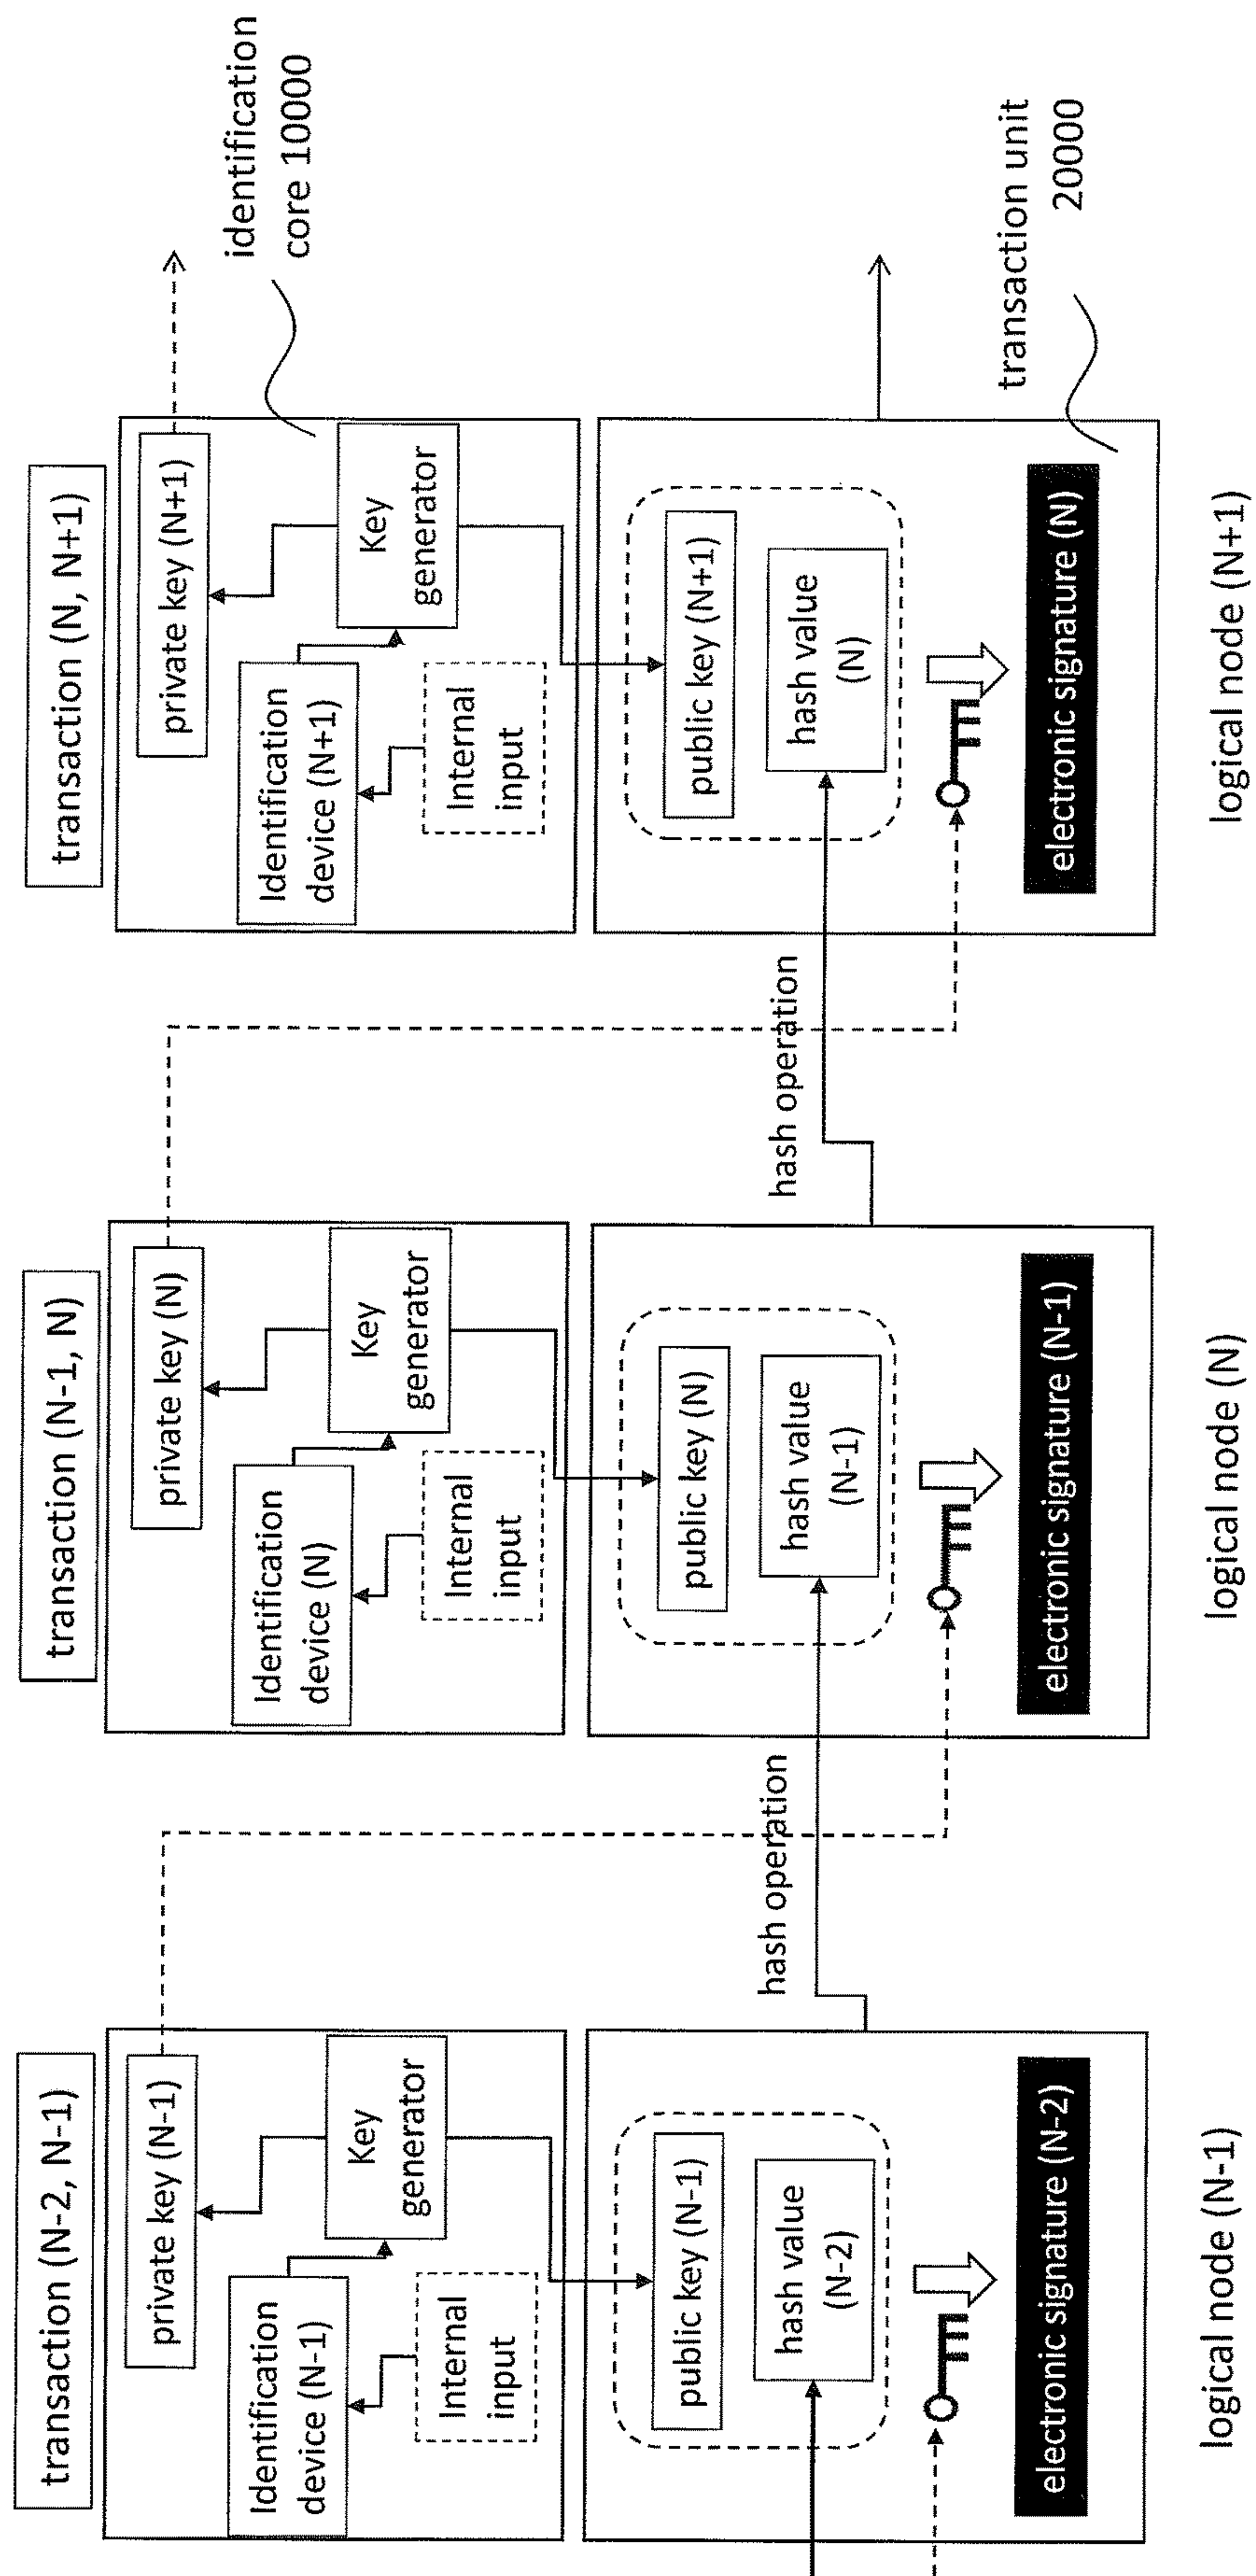 transaction (N-2, N-1)
private key (N-1)
Identification
device (N-1)
Key
generator
Internal
input
public key (N-1)
hash value
(N-2)
electronic signature (N-2)
logical node (N-1)
hash operation
transaction (N-1, N)
private key (N)
Identification
device (N)
Key
generator
Internal
input
public key (N)
hash value
(N-1)
electronic signature (N-1)
logical node (N)
hash operation
transaction (N, N+1)
private key (N+1)
Identification
device (N+1)
Key
generator
Internal
input
public key (N+1)
hash value
(N)
electronic signature (N)
logical node (N+1)
identification
core 10000
transaction unit
20000